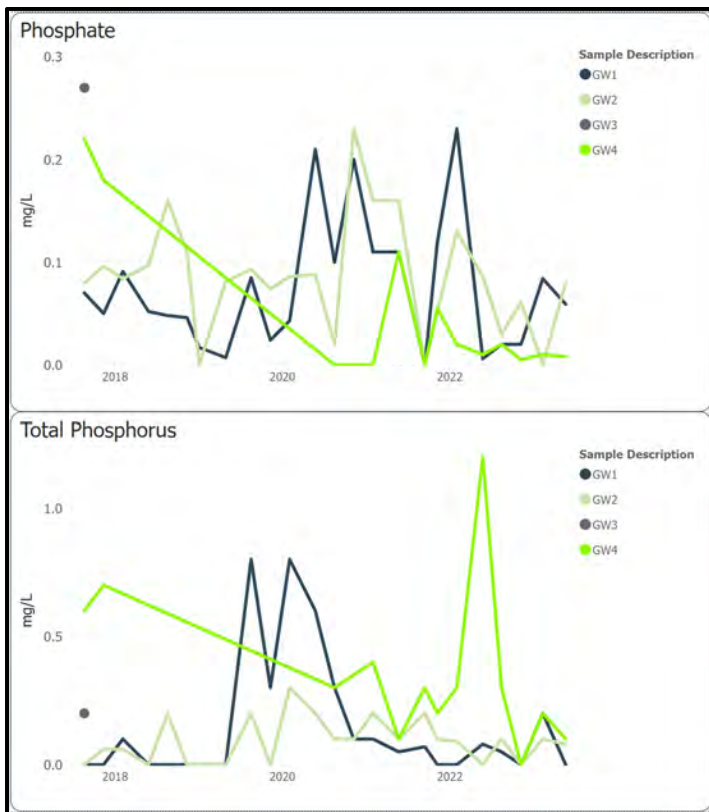 Phosphate
0.3
0.2
0.1
0.0
mg/L
2018
2020
2022
Sample Description
GW1
GW2
GW3
GW4
Total Phosphorus
1.0
0.5
0.0
mg/L
2018
2020
2022
Sample Description
GW1
GW2
GW3
GW4